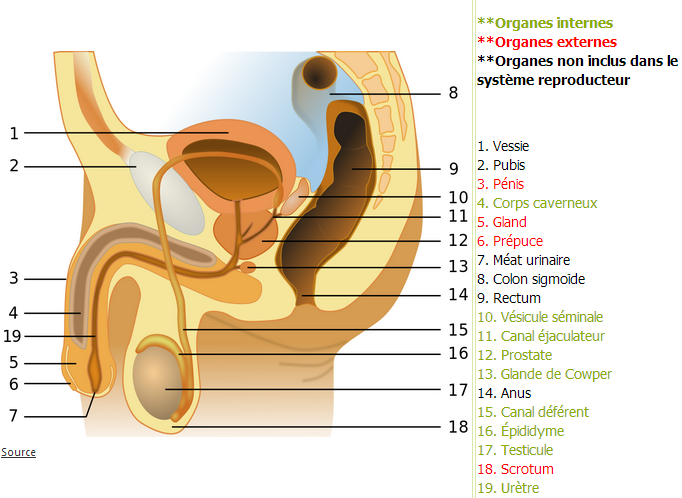 **Organes internes
**Organes externes
**Organes non inclus dans le
système reproducteur
1
2
3
4
19
5
6
7
8
9
10
11
12
13
14
15
16
17
18
1. Vessie
2. Pubis
3. Pénis
4. Corps caverneux
5. Gland
6. Prépuce
7. Méat urinaire
8. Colon sigmoïde
9. Rectum
10. Vésicule séminale
11. Canal éjaculateur
12. Prostate
13. Glande de Cowper
14. Anus
15. Canal déférent
16. Épididyme
17. Testicule
18. Scrotum
19. Urètre
Source